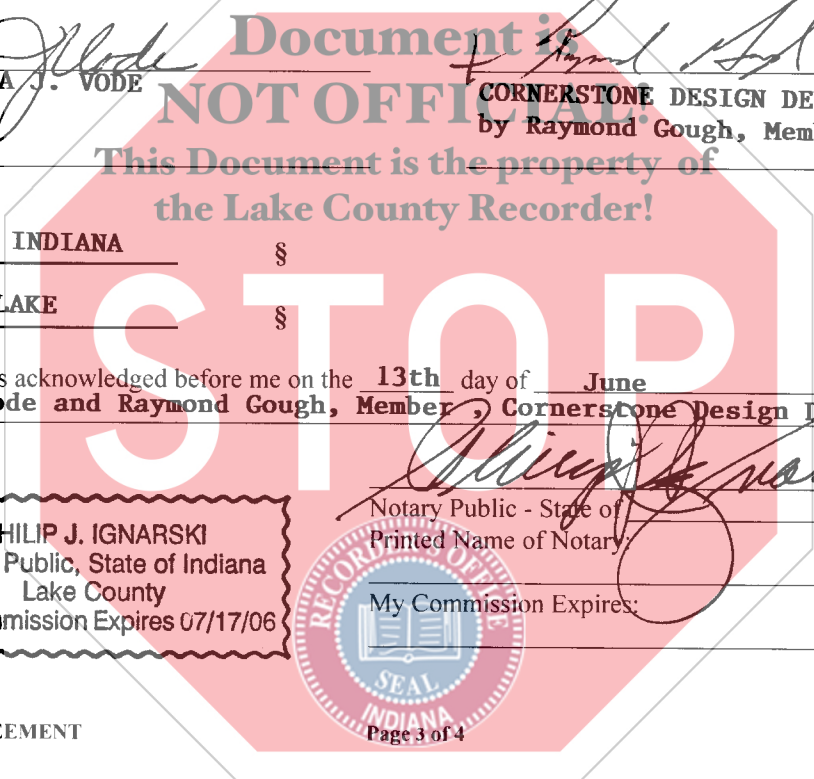 Document is
A J. VODE
NOT OFFICIAL!
CORNERSTONE DESIGN DE
by Raymond Gough, Mem
This Document is the property of
the Lake County Recorder!
INDIANA §
LAKE §
STOP
s acknowledged before me on the 13th day of June
de and Raymond Gough, Member, Cornerstone Design D
Notary Public - State of
Printed Name of Notary:
HILIP J. IGNARSKI
Public, State of Indiana
Lake County
mission Expires 07/17/06
My Commission Expires:
RECORDER'S OFFICE
SEAL
INDIANA
EEMENT
Page 3 of 4